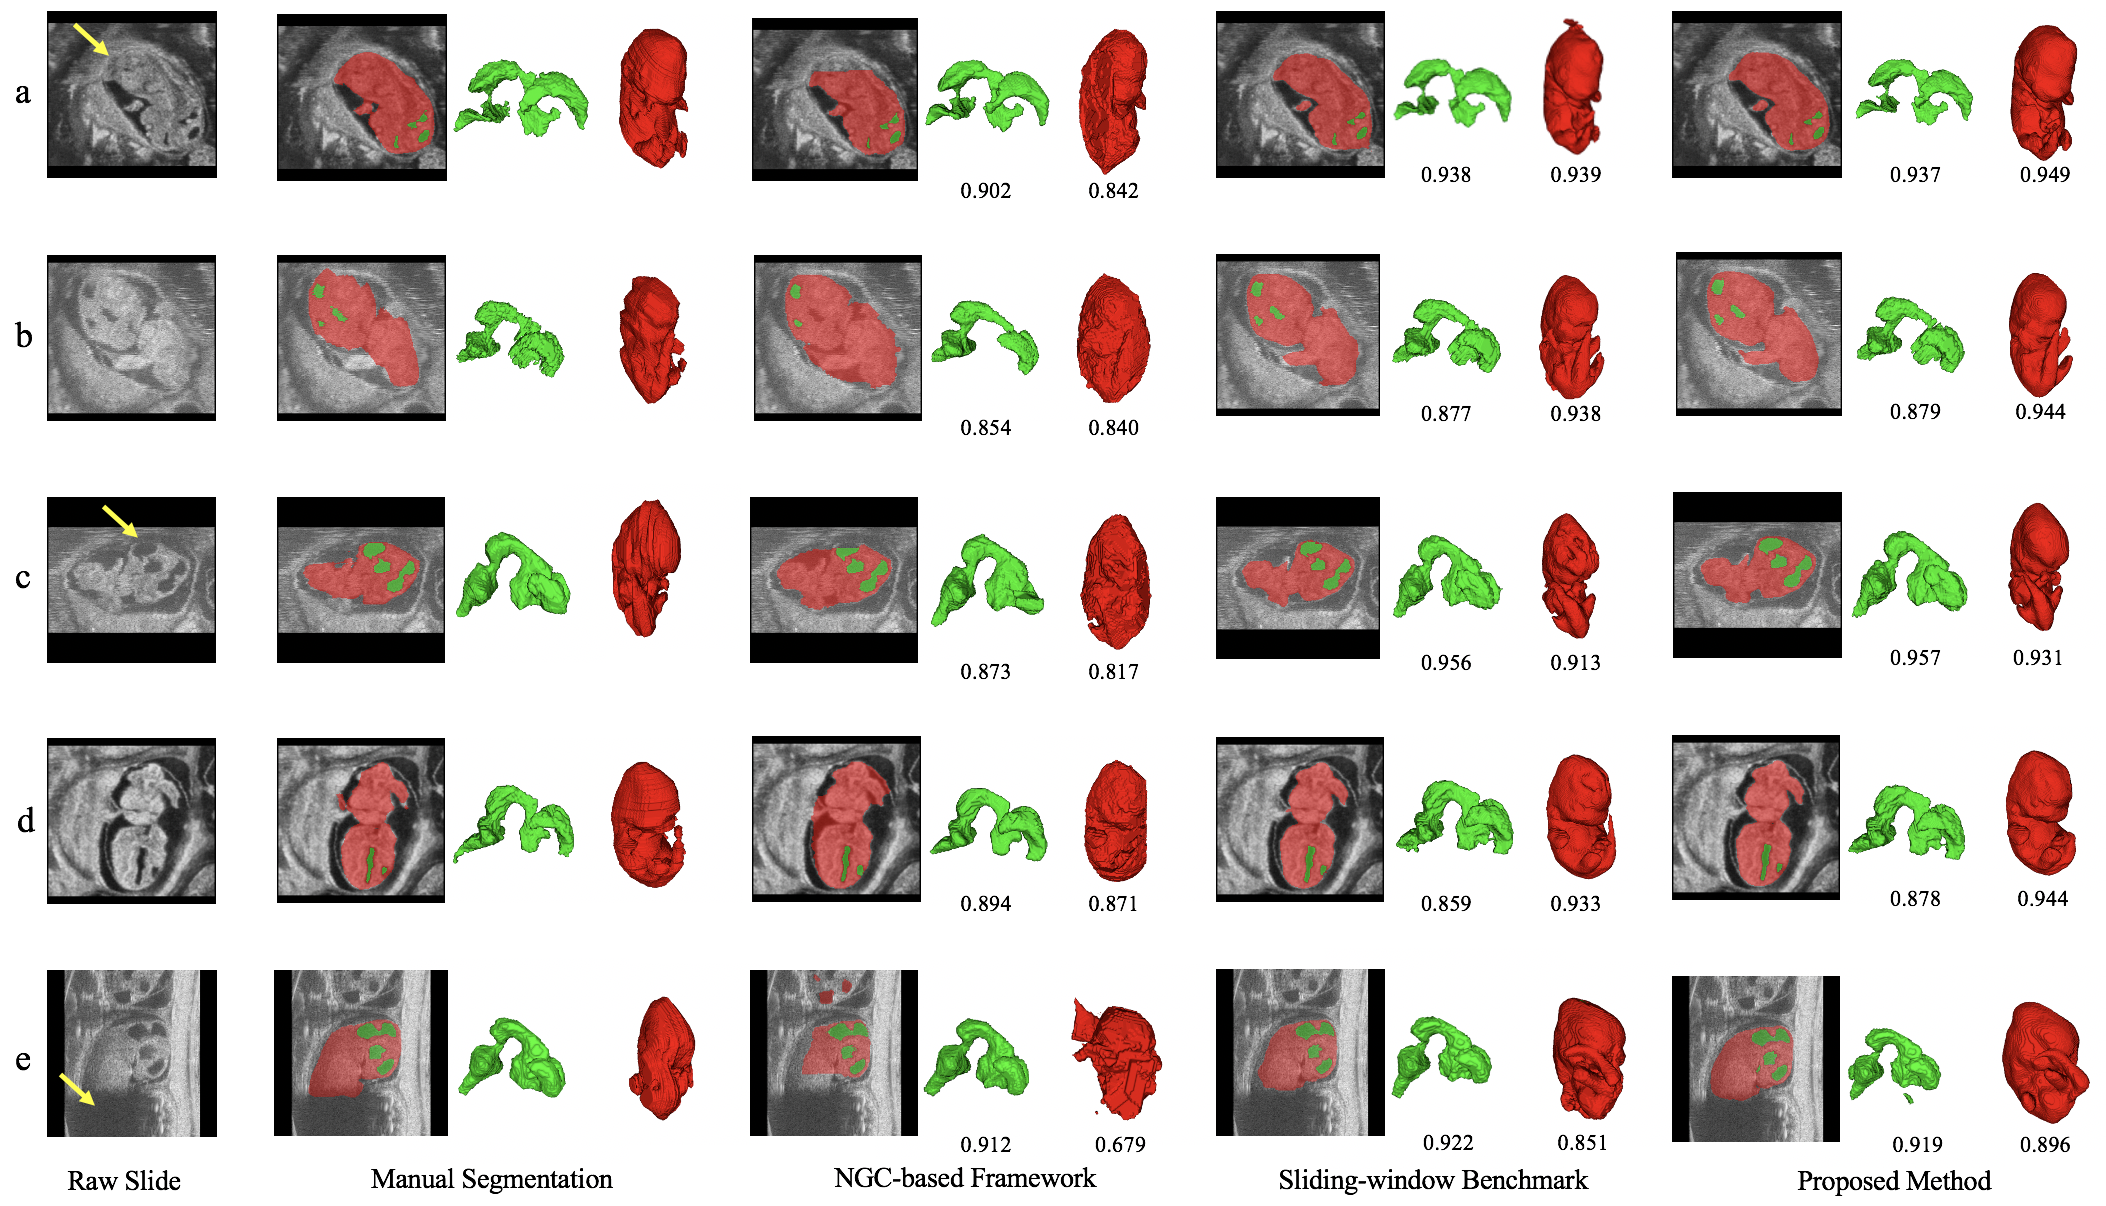 a
0.902 0.842 0.938 0.939 0.937 0.949
b
0.854 0.840 0.877 0.938 0.879 0.944
c
0.873 0.817 0.956 0.913 0.957 0.931
d
0.894 0.871 0.859 0.933 0.878 0.944
e
0.912 0.679 0.922 0.851 0.919 0.896
Raw Slide Manual Segmentation NGC-based Framework Sliding-window Benchmark Proposed Method